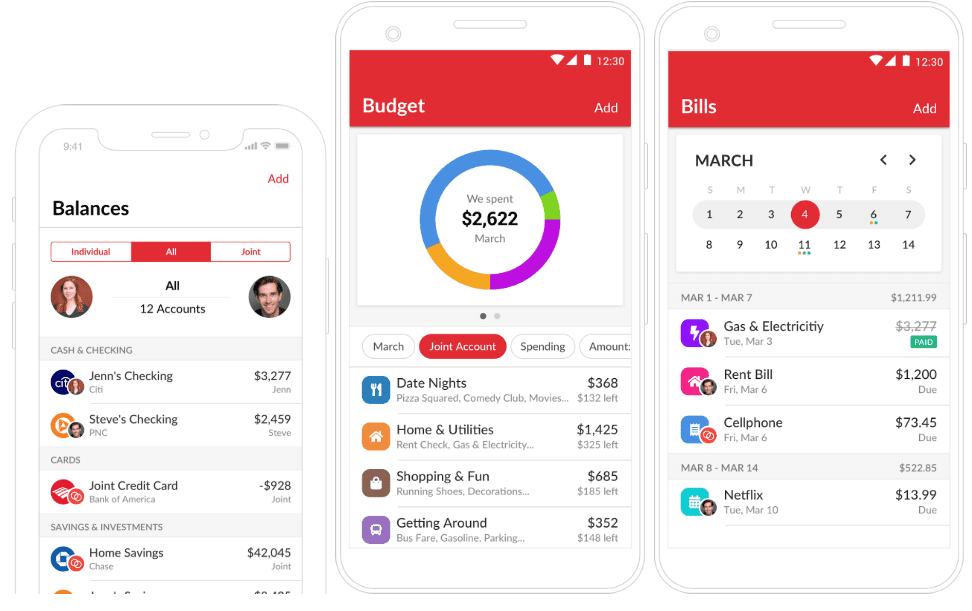 9:41
Add
Balances
Individual
All
Joint
All
12 Accounts
CASH & CHECKING
Jenn's Checking
$3,277
Citi
Jenn
Steve's Checking
$2,459
PNC
Steve
CARDS
Joint Credit Card
-$928
Bank of America
Joint
SAVINGS & INVESTMENTS
Home Savings
$42,045
Chase
Joint
12:30
Budget
Add
We spent
$2,622
March
March
Joint Account
Spending
Amount:
Date Nights
$368
Pizza Squared, Comedy Club, Movies...
$132 left
Home & Utilities
$1,425
Rent Check, Gas & Electricity...
$325 left
Shopping & Fun
$685
Running Shoes, Decorations...
$185 left
Getting Around
$352
Bus Fare, Gasoline, Parking...
$148 left
12:30
Bills
Add
MARCH
S M T W T F S
1 2 3 4 5 6 7
8 9 10 11 12 13 14
MAR 1 - MAR 7
$1,211.99
Gas & Electricitiy
$3,277
Tue, Mar 3
PAID
Rent Bill
$1,200
Fri, Mar 6
Due
Cellphone
$73.45
Fri, Mar 6
Due
MAR 8 - MAR 14
$522.85
Netflix
$13.99
Tue, Mar 10
Due